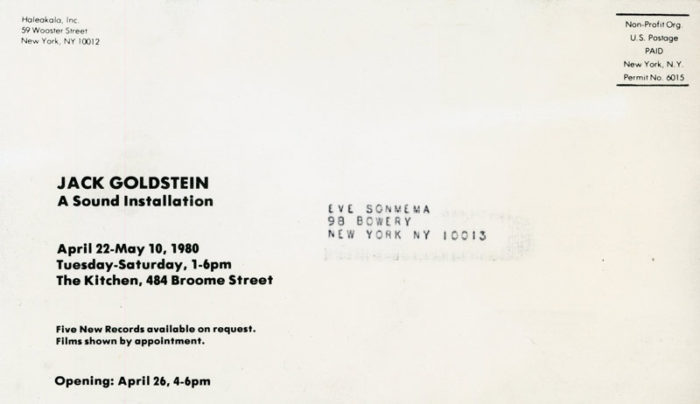 Haleakala, Inc.
59 Wooster Street
New York, NY 10012
Non-Profit Org.
U.S. Postage
PAID
New York, N.Y.
Permit No. 6015
JACK GOLDSTEIN
A Sound Installation
April 22-May 10, 1980
Tuesday-Saturday, 1-6pm
The Kitchen, 484 Broome Street
Five New Records available on request.
Films shown by appointment.
Opening: April 26, 4-6pm
EVE SONMEMA
98 BOWERY
NEW YORK NY 10013